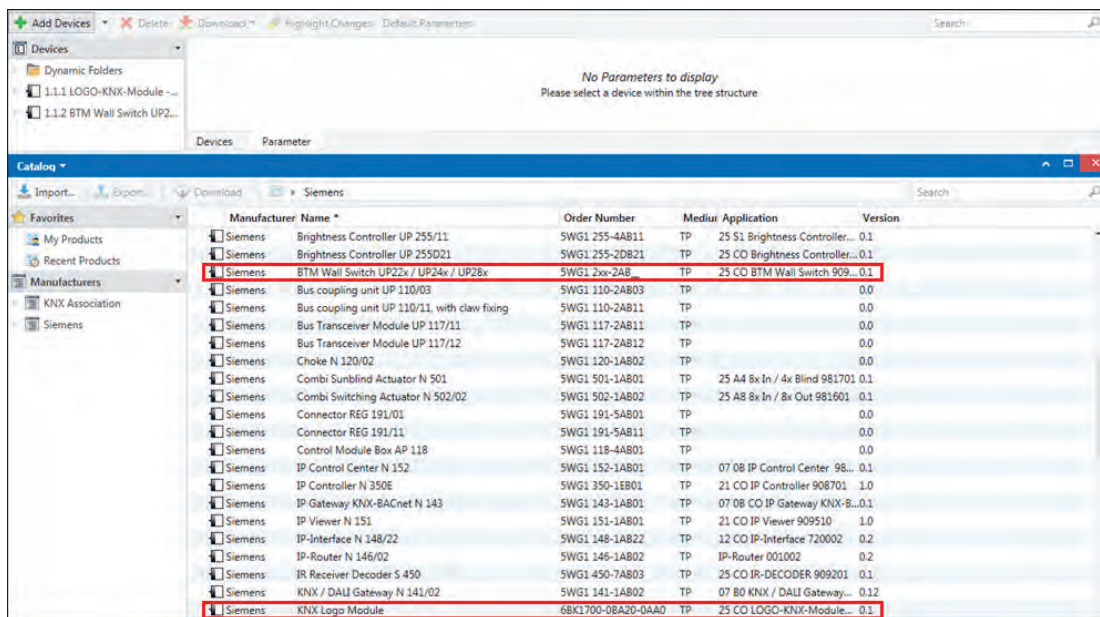 Add Devices Delete Download Highlight Changes Default Parameters Search
Devices
Dynamic Folders
1.1.1 LOGO-KNX-Module -...
1.1.2 BTM Wall Switch UP2...
No Parameters to display
Please select a device within the tree structure
Devices Parameter
Catalog
Import... Export... Download Siemens Search
Favorites
My Products
Recent Products
Manufacturers
KNX Association
Siemens
Manufacturer Name Order Number Mediur Application Version
Siemens Brightness Controller UP 255/11 5WG1 255-4AB11 TP 25 S1 Brightness Controller... 0.1
Siemens Brightness Controller UP 255D21 5WG1 255-2DB21 TP 25 CO Brightness Controller... 0.1
Siemens BTM Wall Switch UP22x / UP24x / UP28x 5WG1 2xx-2AB__ TP 25 CO BTM Wall Switch 909... 0.1
Siemens Bus coupling unit UP 110/03 5WG1 110-2AB03 TP 0.0
Siemens Bus coupling unit UP 110/11, with claw fixing 5WG1 110-2AB11 TP 0.0
Siemens Bus Transceiver Module UP 117/11 5WG1 117-2AB11 TP 0.0
Siemens Bus Transceiver Module UP 117/12 5WG1 117-2AB12 TP 0.0
Siemens Choke N 120/02 5WG1 120-1AB02 TP 0.0
Siemens Combi Sunblind Actuator N 501 5WG1 501-1AB01 TP 25 A4 8x In / 4x Blind 981701 0.1
Siemens Combi Switching Actuator N 502/02 5WG1 502-1AB02 TP 25 A8 8x In / 8x Out 981601 0.1
Siemens Connector REG 191/01 5WG1 191-5AB01 TP 0.0
Siemens Connector REG 191/11 5WG1 191-5AB11 TP 0.0
Siemens Control Module Box AP 118 5WG1 118-4AB01 TP 0.0
Siemens IP Control Center N 152 5WG1 152-1AB01 TP 07 0B IP Control Center 98... 0.1
Siemens IP Controller N 350E 5WG1 350-1EB01 TP 21 CO IP Controller 908701 1.0
Siemens IP Gateway KNX-BACnet N 143 5WG1 143-1AB01 TP 07 0B CO IP Gateway KNX-B... 0.1
Siemens IP Viewer N 151 5WG1 151-1AB01 TP 21 CO IP Viewer 909510 1.0
Siemens IP-Interface N 148/22 5WG1 148-1AB22 TP 12 CO IP-Interface 720002 0.2
Siemens IP-Router N 146/02 5WG1 146-1AB02 TP IP-Router 001002 0.2
Siemens IR Receiver Decoder S 450 5WG1 450-7AB03 TP 25 CO IR-DECODER 909201 0.1
Siemens KNX / DALI Gateway N 141/02 5WG1 141-1AB02 TP 07 B0 KNX / DALI Gateway... 0.12
Siemens KNX Logo Module 6BK1700-0BA20-0AA0 TP 25 CO LOGO-KNX-Module... 0.1